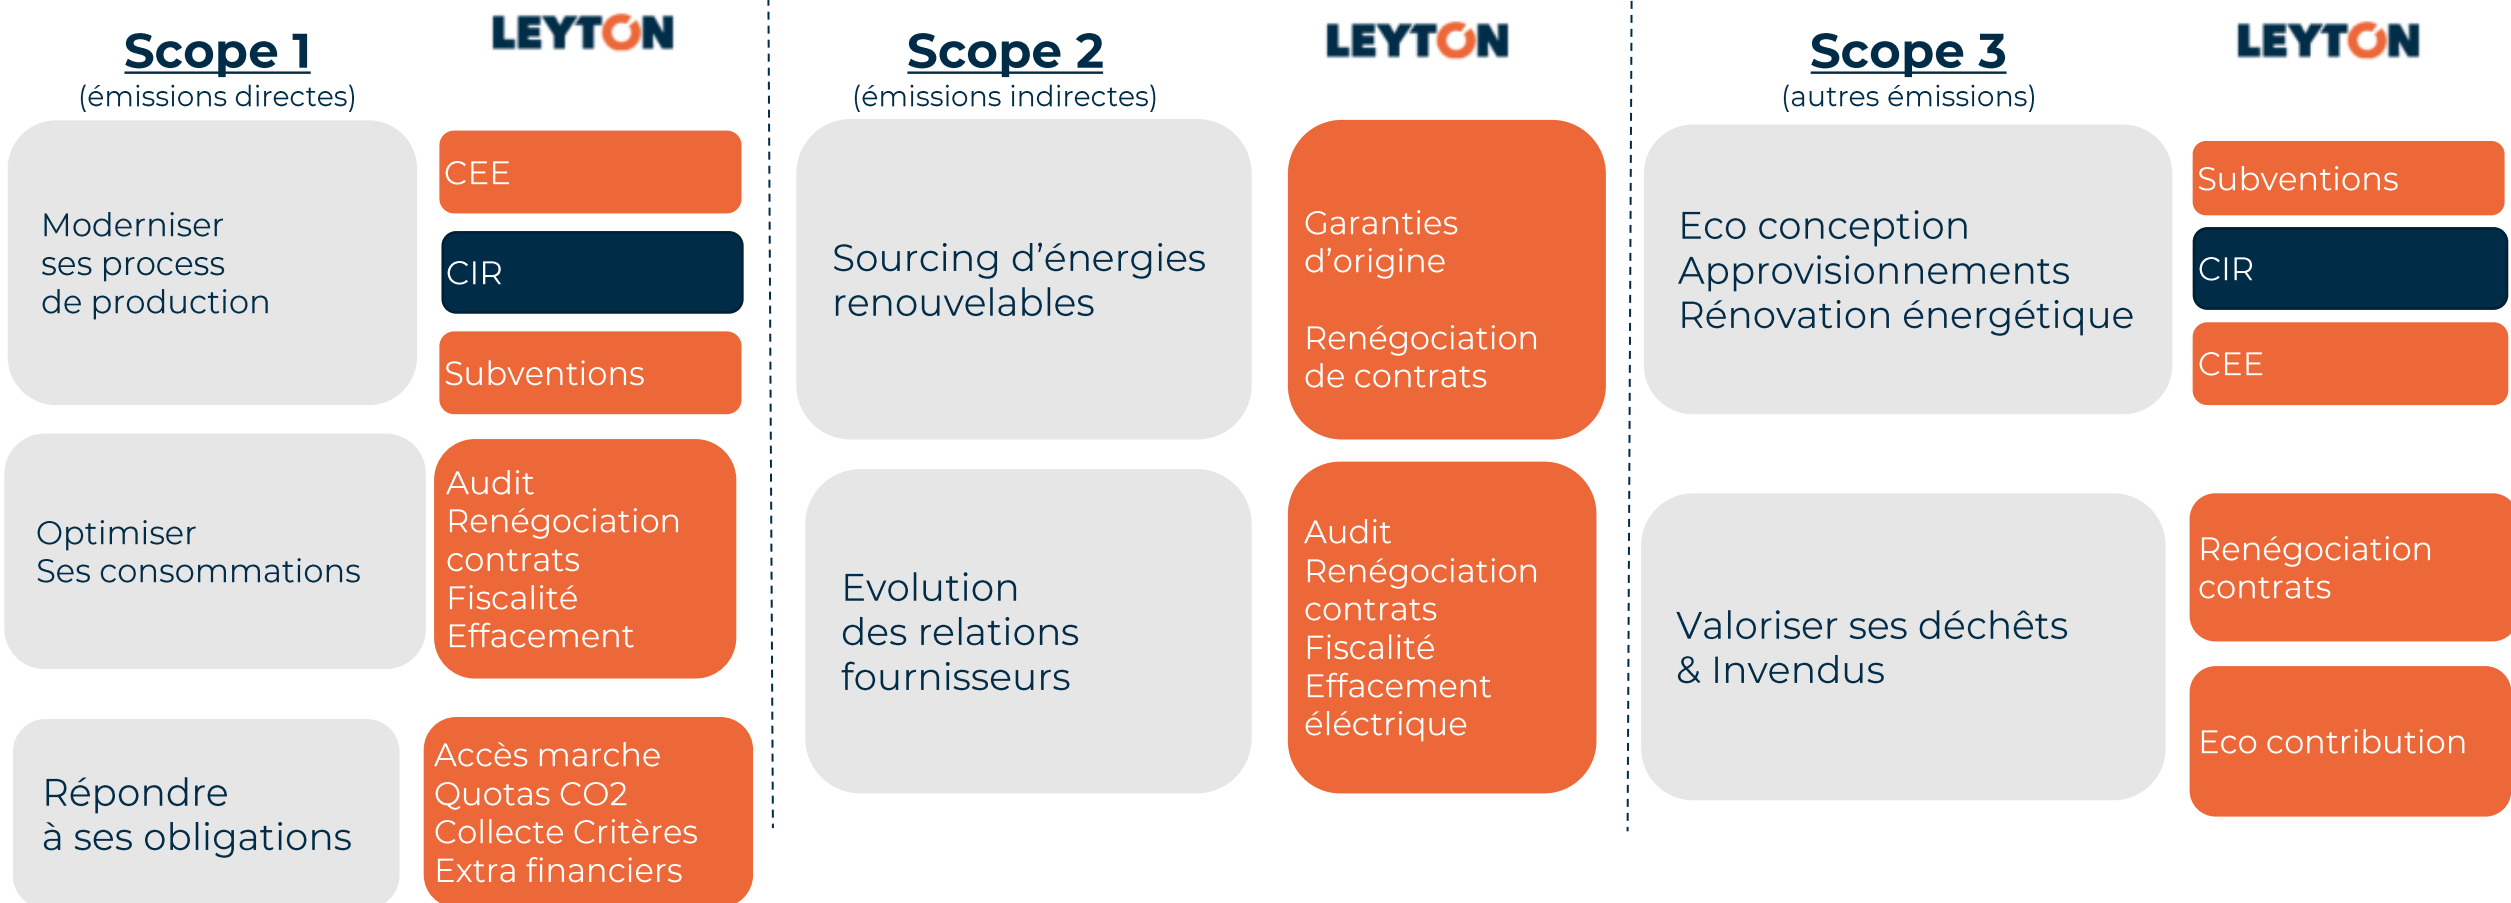 Scope 1
(émissions directes)
LEYTON
Moderniser
ses process
de production
CEE
CIR
Subventions
Optimiser
Ses consommations
Audit
Renégociation
contrats
Fiscalité
Effacement
Répondre
à ses obligations
Accès marche
Quotas CO2
Collecte Critères
Extra financiers
Scope 2
(émissions indirectes)
LEYTON
Sourcing d’énergies
renouvelables
Garanties
d’origine
Renégociation
de contrats
Evolution
des relations
fournisseurs
Audit
Renégociation
contrats
Fiscalité
Effacement
éléctrique
Scope 3
(autres émissions)
LEYTON
Eco conception
Approvisionnements
Rénovation énergétique
Subventions
CIR
CEE
Valoriser ses déchêts
& Invendus
Renégociation
contrats
Eco contribution